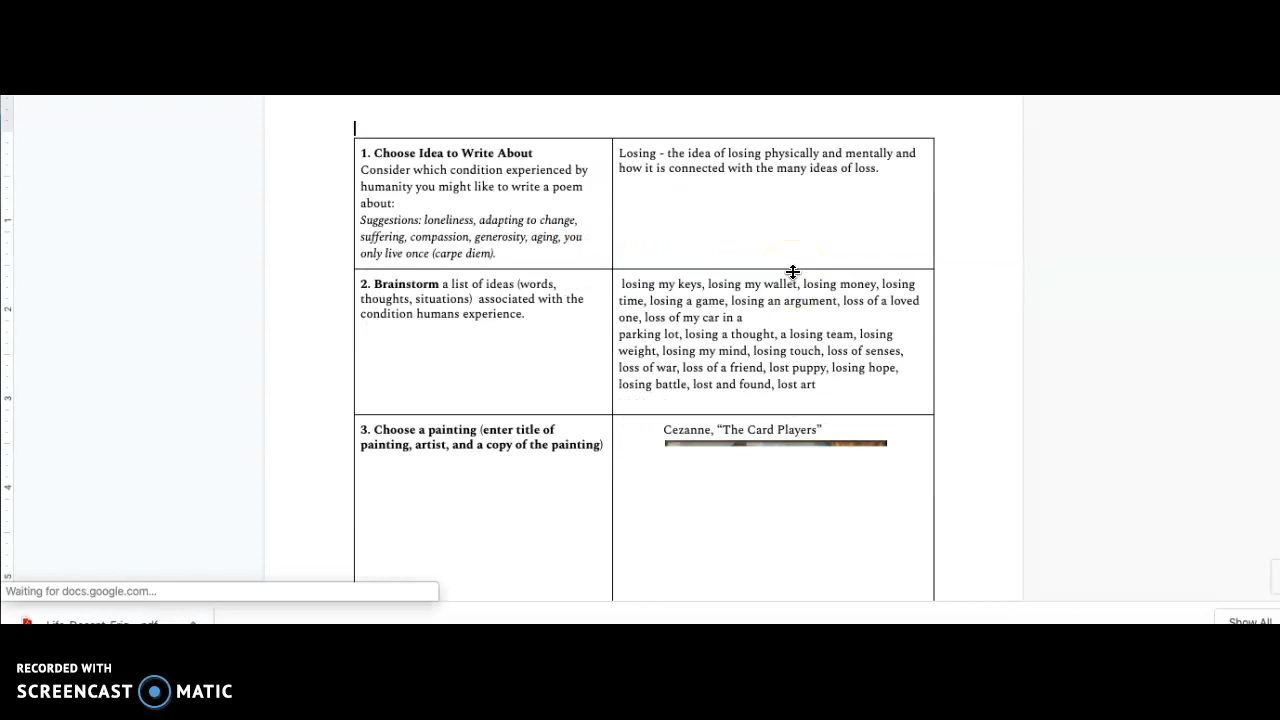 1. Choose Idea to Write About
Consider which condition experienced by
humanity you might like to write a poem
about:
Suggestions: loneliness, adapting to change,
suffering, compassion, generosity, aging, you
only live once (carpe diem).
Losing - the idea of losing physically and mentally and
how it is connected with the many ideas of loss.
2. Brainstorm a list of ideas (words,
thoughts, situations) associated with the
condition humans experience.
losing my keys, losing my wallet, losing money, losing
time, losing a game, losing an argument, loss of a loved
one, loss of my car in a
parking lot, losing a thought, a losing team, losing
weight, losing my mind, losing touch, loss of senses,
loss of war, loss of a friend, lost puppy, losing hope,
losing battle, lost and found, lost art
3. Choose a painting (enter title of
painting, artist, and a copy of the painting)
Cezanne, “The Card Players”
1
2
3
4
5
Waiting for docs.google.com...
Show All
RECORDED WITH
SCREENCAST MATIC